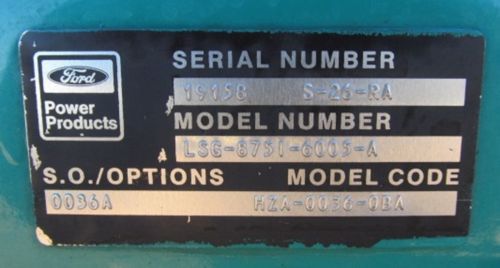 SERIAL NUMBER
Ford
19158 S-26-RA
Power
Products
MODEL NUMBER
LSG-8751-6005-A
S.O./OPTIONS MODEL CODE
0036A HZA-0036-0BA